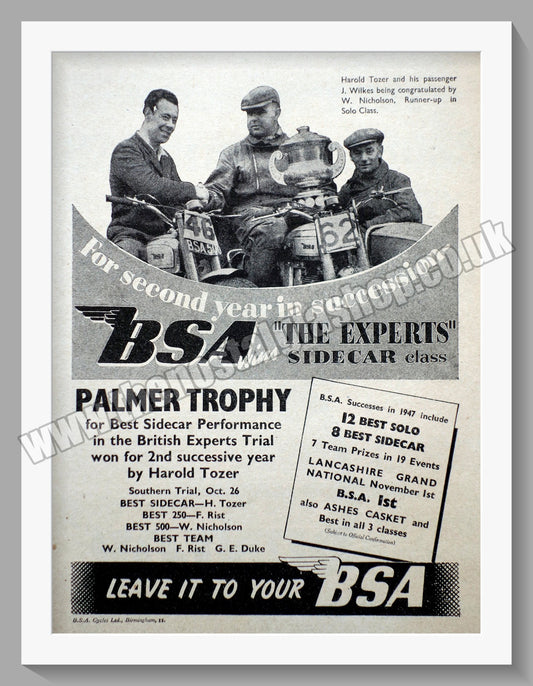 Harold Tozer and his passenger
J. Wilkes being congratulated by
W. Nicholson, Runner-up in
Solo Class.
46
BSA
62
For second year in succession
BSA
"THE EXPERTS"
SIDECAR class
PALMER TROPHY
for Best Sidecar Performance
in the British Experts Trial
won for 2nd successive year
by Harold Tozer
Southern Trial, Oct. 26
BEST SIDECAR—H. Tozer
BEST 250—F. Rist
BEST 500—W. Nicholson
BEST TEAM
W. Nicholson F. Rist G. E. Duke
B.S.A. Successes in 1947 include
12 BEST SOLO
8 BEST SIDECAR
7 Team Prizes in 19 Events
LANCASHIRE GRAND
NATIONAL November 1st
B.S.A. 1st
also ASHES CASKET and
Best in all 3 classes
(Subject to Official Confirmation)
LEAVE IT TO YOUR BSA
B.S.A. Cycles Ltd., Birmingham, 11.